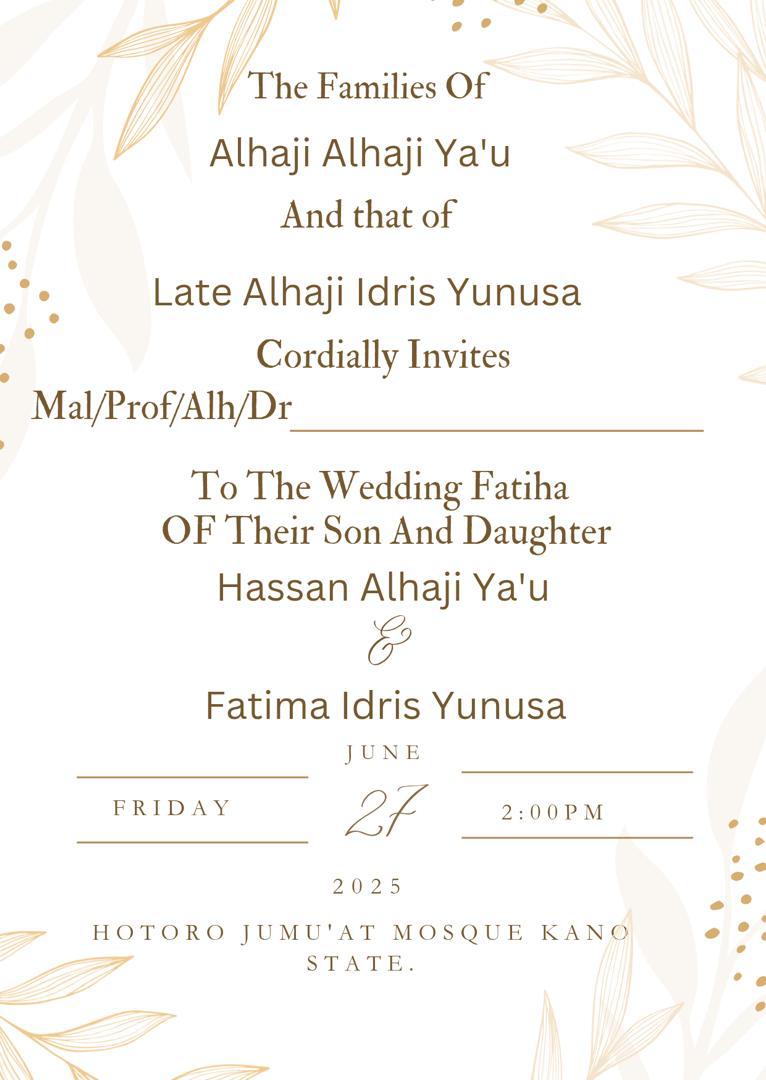 The Families Of
Alhaji Alhaji Ya'u
And that of
Late Alhaji Idris Yunusa
Cordially Invites
Mal/Prof/Alh/Dr
To The Wedding Fatiha
OF Their Son And Daughter
Hassan Alhaji Ya'u
&
Fatima Idris Yunusa
JUNE
FRIDAY 27 2:00PM
2025
HOTORO JUMU'AT MOSQUE KANO
STATE.